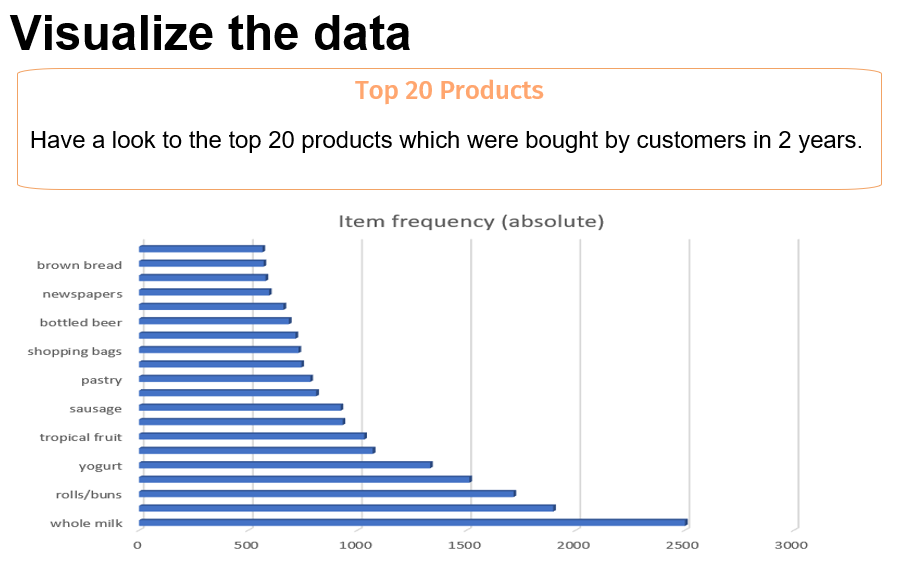 Visualize the data
Top 20 Products
Have a look to the top 20 products which were bought by customers in 2 years.
Item frequency (absolute)
brown bread
newspapers
bottled beer
shopping bags
pastry
sausage
tropical fruit
yogurt
rolls/buns
whole milk
0 500 1000 1500 2000 2500 3000